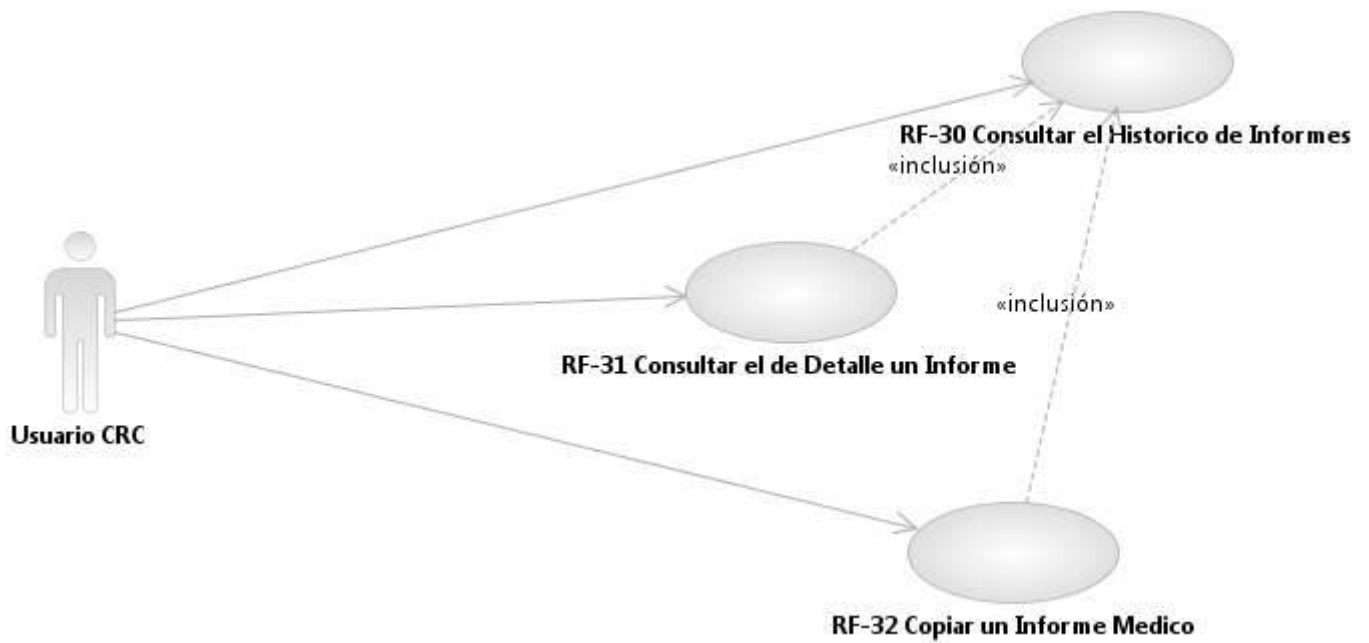 RF-30 Consultar el Historico de Informes
«inclusión»
«inclusión»
RF-31 Consultar el de Detalle un Informe
Usuario CRC
RF-32 Copiar un Informe Medico